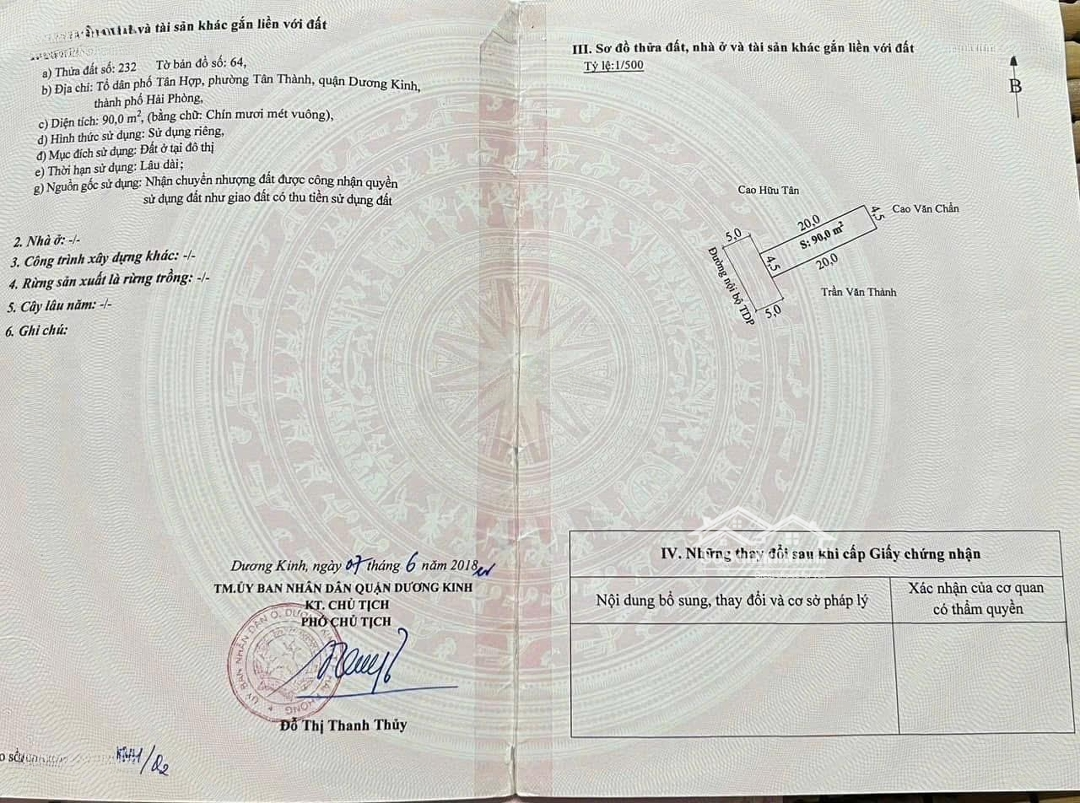 và tài sản khác gắn liền với đất
a) Thửa đất số: 232 Tờ bản đồ số: 64,
b) Địa chỉ: Tổ dân phố Tân Hợp, phường Tân Thành, quận Dương Kinh,
thành phố Hải Phòng,
c) Diện tích: 90,0 m², (bằng chữ: Chín mươi mét vuông),
d) Hình thức sử dụng: Sử dụng riêng,
đ) Mục đích sử dụng: Đất ở tại đô thị
e) Thời hạn sử dụng: Lâu dài;
g) Nguồn gốc sử dụng: Nhận chuyển nhượng đất được công nhận quyền
sử dụng đất như giao đất có thu tiền sử dụng đất
2. Nhà ở: -/-
3. Công trình xây dựng khác: -/-
4. Rừng sản xuất là rừng trồng: -/-
5. Cây lâu năm: -/-
6. Ghi chú:
Dương Kinh, ngày 07 tháng 6 năm 2018
TM.ỦY BAN NHÂN DÂN QUẬN DƯƠNG KINH
KT. CHỦ TỊCH
PHÓ CHỦ TỊCH
Đỗ Thị Thanh Thủy
III. Sơ đồ thửa đất, nhà ở và tài sản khác gắn liền với đất
Tỷ lệ:1/500
B
Cao Hữu Tân
20,0
4,5
Cao Văn Chắn
5,0
S: 90,0 m²
4,5
20,0
Đường nội bộ TDP
Trần Văn Thành
5,0
IV. Những thay đổi sau khi cấp Giấy chứng nhận
Nội dung bổ sung, thay đổi và cơ sở pháp lý
Xác nhận của cơ quan
có thẩm quyền